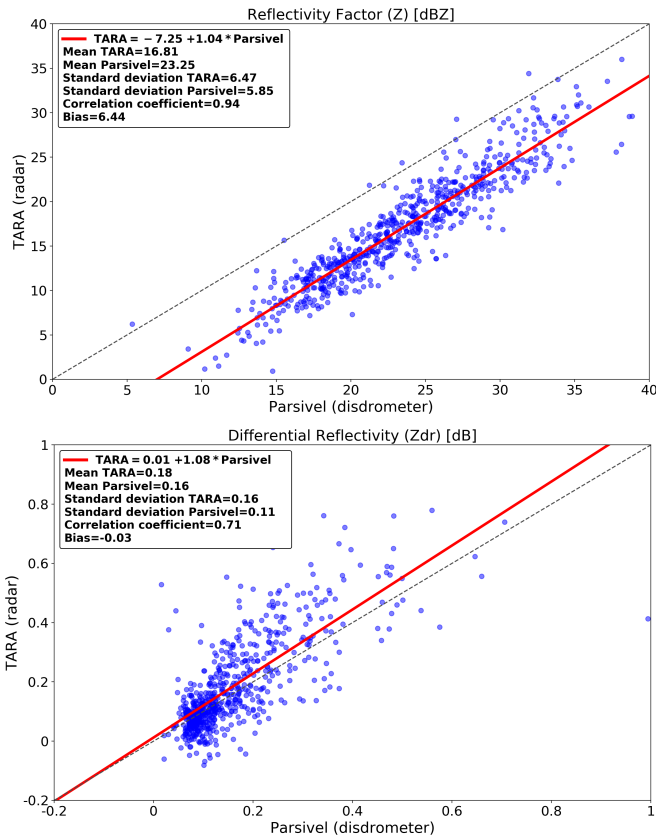 Reflectivity Factor (Z) [dBZ]
TARA = − 7.25 +1.04 * Parsivel
Mean TARA=16.81
Mean Parsivel=23.25
Standard deviation TARA=6.47
Standard deviation Parsivel=5.85
Correlation coefficient=0.94
Bias=6.44
40
35
30
25
20
15
10
5
0
TARA (radar)
0 5 10 15 20 25 30 35 40
Parsivel (disdrometer)
Differential Reflectivity (Zdr) [dB]
TARA = 0.01 +1.08 * Parsivel
Mean TARA=0.18
Mean Parsivel=0.16
Standard deviation TARA=0.16
Standard deviation Parsivel=0.11
Correlation coefficient=0.71
Bias=-0.03
1
0.8
0.6
0.4
0.2
0
-0.2
TARA (radar)
-0.2 0 0.2 0.4 0.6 0.8 1
Parsivel (disdrometer)